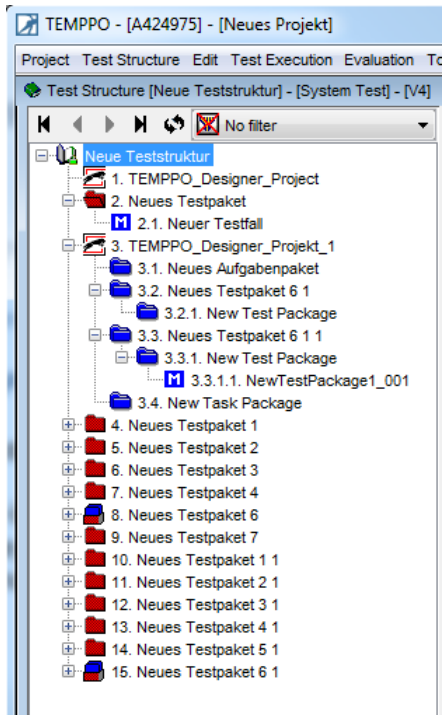 TEMPPO - [A424975] - [Neues Projekt]
Project Test Structure Edit Test Execution Evaluation To
Test Structure [Neue Teststruktur] - [System Test] - [V4]
No filter
Neue Teststruktur
1. TEMPPO_Designer_Project
2. Neues Testpaket
M 2.1. Neuer Testfall
3. TEMPPO_Designer_Projekt_1
3.1. Neues Aufgabenpaket
3.2. Neues Testpaket 6 1
3.2.1. New Test Package
3.3. Neues Testpaket 6 1 1
3.3.1. New Test Package
M 3.3.1.1. NewTestPackage1_001
3.4. New Task Package
4. Neues Testpaket 1
5. Neues Testpaket 2
6. Neues Testpaket 3
7. Neues Testpaket 4
8. Neues Testpaket 6
9. Neues Testpaket 7
10. Neues Testpaket 1 1
11. Neues Testpaket 2 1
12. Neues Testpaket 3 1
13. Neues Testpaket 4 1
14. Neues Testpaket 5 1
15. Neues Testpaket 6 1